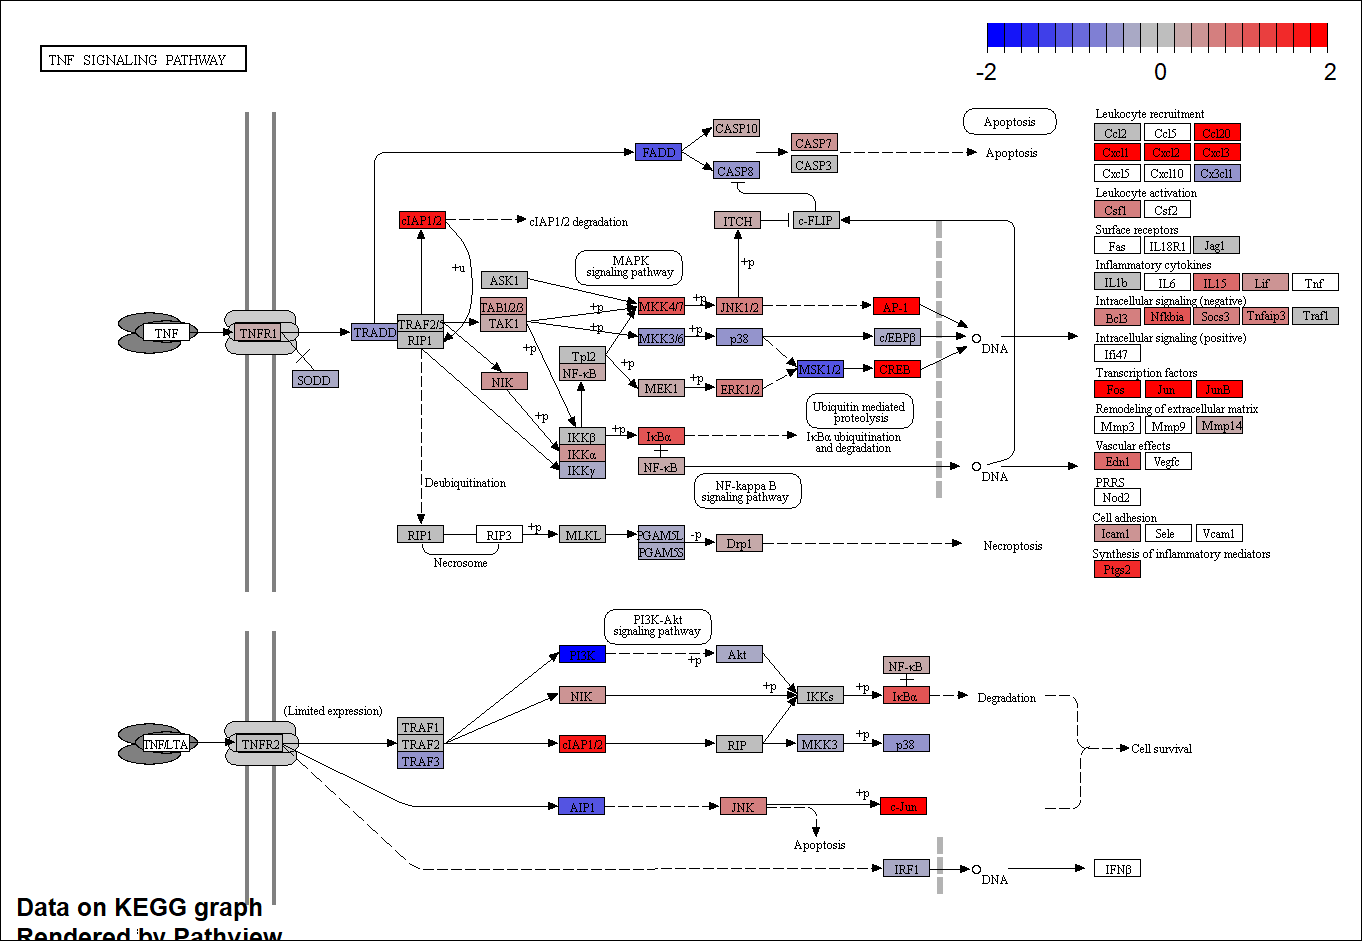 -2 0 2
TNF SIGNALING PATHWAY
Leukocyte recruitment
Ccl2 Ccl5 Ccl20
Cxcl1 Cxcl2 Cxcl3
Cxcl5 Cxcl10 Cx3cl1
Leukocyte activation
Csf1 Csf2
Surface receptors
Fas IL18R1 Jag1
Inflammatory cytokines
IL1b IL6 IL15 Lif Tnf
Intracellular signaling (negative)
Bcl3 Nfkbia Socs3 Tnfaip3 Traf1
Intracellular signaling (positive)
Ifi47
Transcription factors
Fos Jun JunB
Remodeling of extracellular matrix
Mmp3 Mmp9 Mmp14
Vascular effects
Edn1 Vegfc
PRRS
Nod2
Cell adhesion
Icam1 Sele Vcam1
Synthesis of inflammatory mediators
Ptgs2
Apoptosis
CASP10
FADD
CASP7
CASP8
CASP3
Apoptosis
cIAP1/2
cIAP1/2 degradation
ITCH
c-FLIP
+u
+p
MAPK
signaling pathway
ASK1
TAB1/2/3
TAK1
+p
+p
MKK4/7
+p
JNK1/2
AP-1
TNF
TNFR1
TRADD
TRAF2/5
RIP1
MKK3/6
+p
p38
c/EBPβ
DNA
SODD
+p
Tpl2
NF-κB
+p
MSK1/2
CREB
NIK
MEK1
+p
ERK1/2
+p
Ubiquitin mediated
proteolysis
IKKβ
IKKα
IKKγ
+p
IκBα
NF-κB
IκBα ubiquitination
and degradation
DNA
NF-kappa B
signaling pathway
Deubiquitination
RIP1
RIP3
+p
MLKL
PGAM5L
PGAM5S
-p
Drp1
Necroptosis
Necrosome
PI3K-Akt
signaling pathway
+p
Akt
NF-κB
NIK
+p
IKKs
+p
IκBα
Degradation
(Limited expression)
TNF/LTA
TNFR2
TRAF1
TRAF2
TRAF3
cIAP1/2
RIP
MKK3
+p
p38
Cell survival
AIP1
JNK
+p
c-Jun
Apoptosis
IRF1
DNA
IFNβ
Data on KEGG graph
Rendered by Pathview